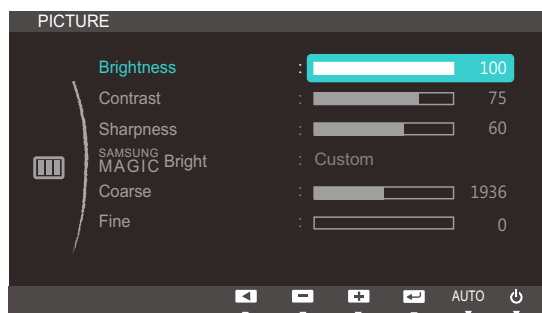 PICTURE
Brightness : 100
Contrast : 75
Sharpness : 60
SAMSUNG
MAGIC Bright : Custom
Coarse : 1936
Fine : 0
AUTO